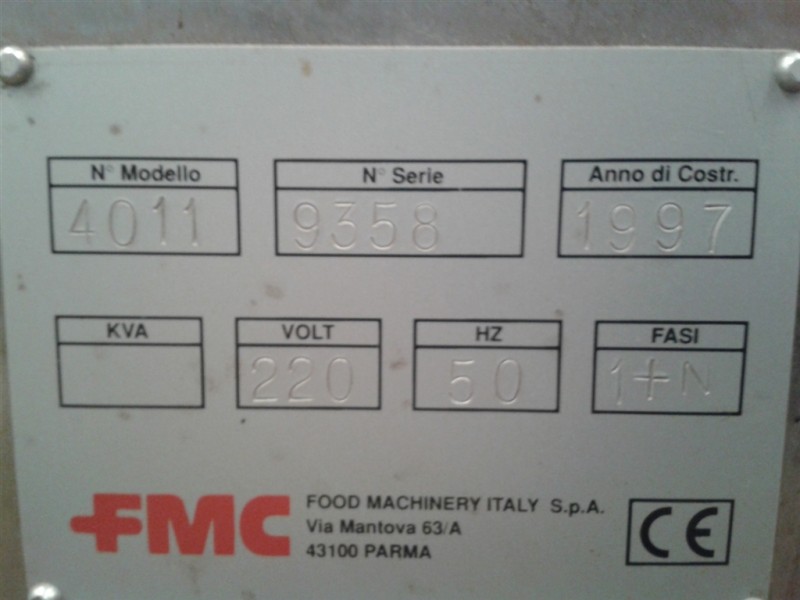 N° Modello N° Serie Anno di Costr.
4011 9358 1997
KVA VOLT HZ FASI
220 50 1+N
FMC FOOD MACHINERY ITALY S.p.A.
Via Mantova 63/A
43100 PARMA
CE